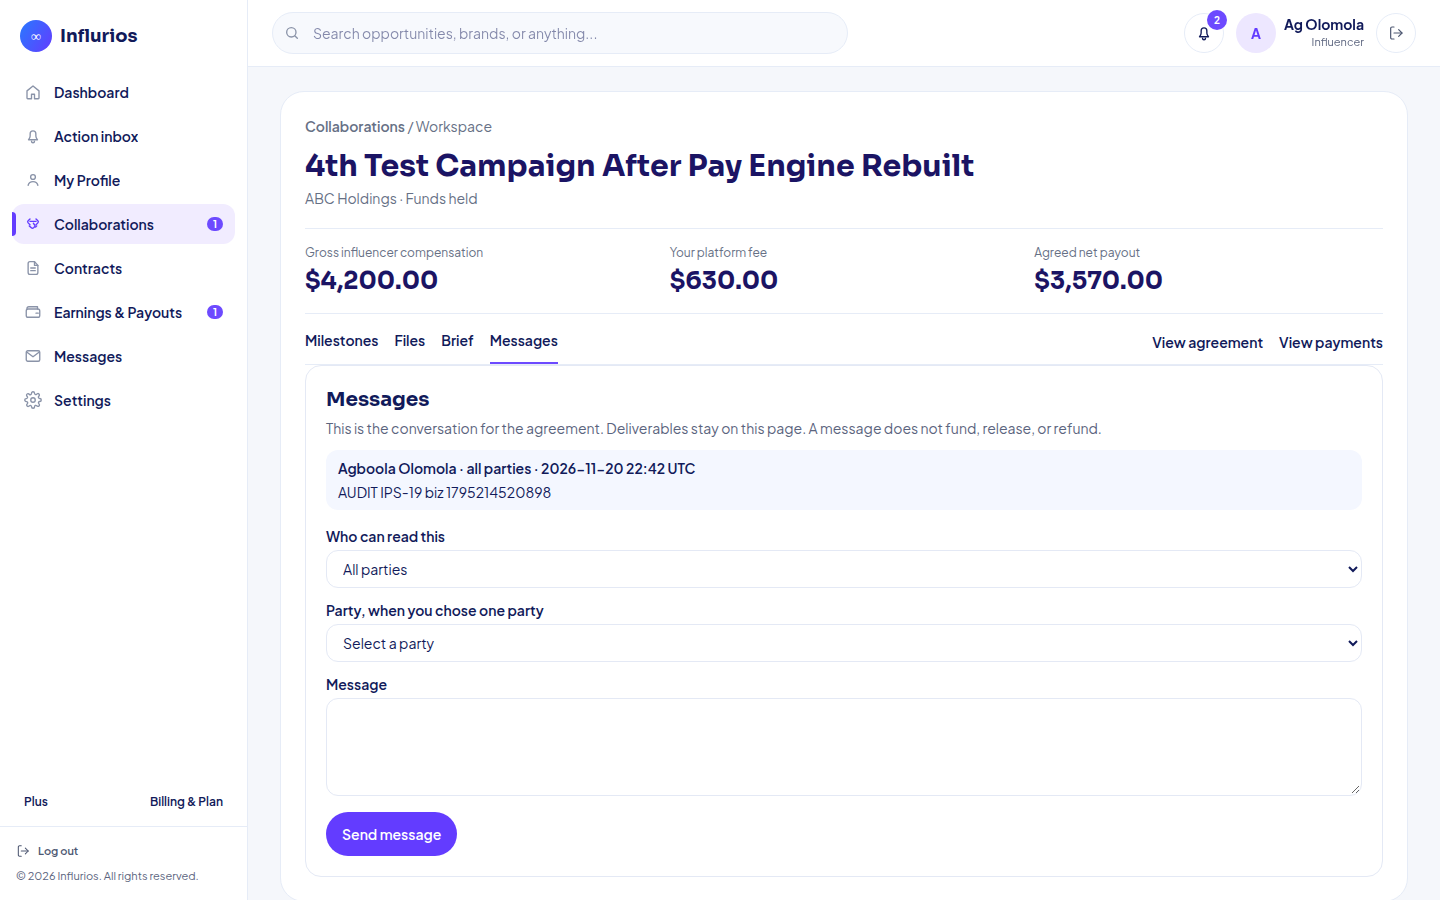 Influrios
Search opportunities, brands, or anything...
2
A
Ag Olomola
Influencer
Dashboard
Action inbox
My Profile
Collaborations 1
Contracts
Earnings & Payouts 1
Messages
Settings
Plus
Billing & Plan
Log out
© 2026 Influrios. All rights reserved.
Collaborations / Workspace
4th Test Campaign After Pay Engine Rebuilt
ABC Holdings · Funds held
Gross influencer compensation
$4,200.00
Your platform fee
$630.00
Agreed net payout
$3,570.00
Milestones Files Brief Messages
View agreement View payments
Messages
This is the conversation for the agreement. Deliverables stay on this page. A message does not fund, release, or refund.
Agboola Olomola · all parties · 2026-11-20 22:42 UTC
AUDIT IPS-19 biz 1795214520898
Who can read this
All parties
Party, when you chose one party
Select a party
Message
Send message